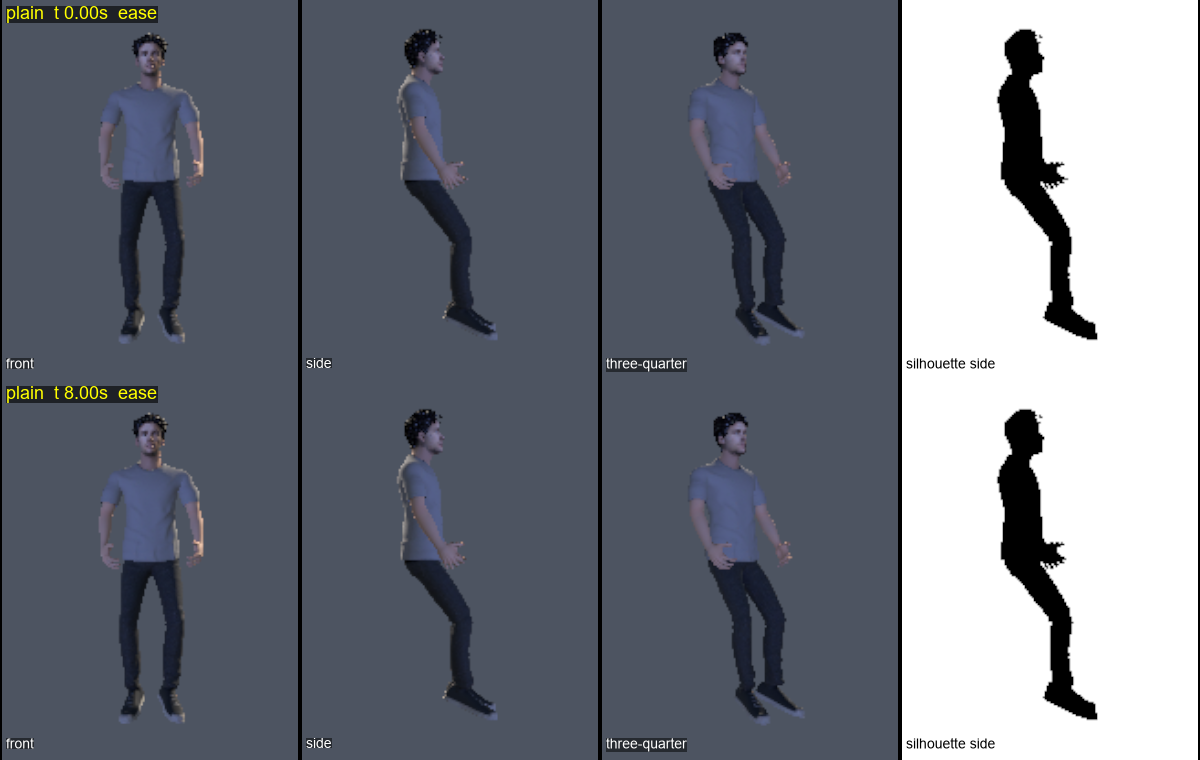 plain t 0.00s ease
front
side
three-quarter
silhouette side
plain t 8.00s ease
front
side
three-quarter
silhouette side